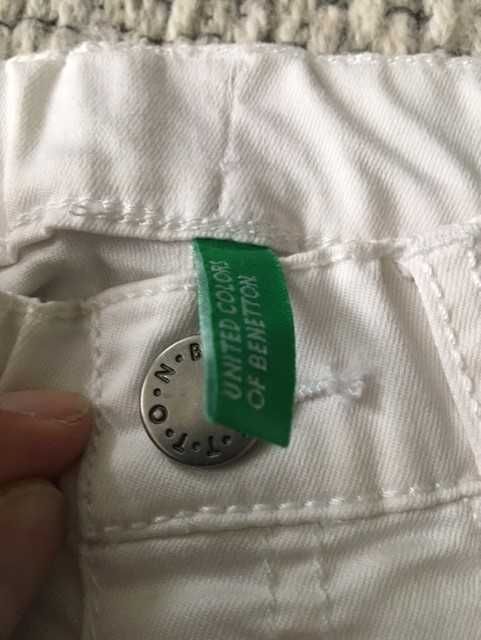 UNITED COLORS
OF BENETTON
B
T·T·O·N